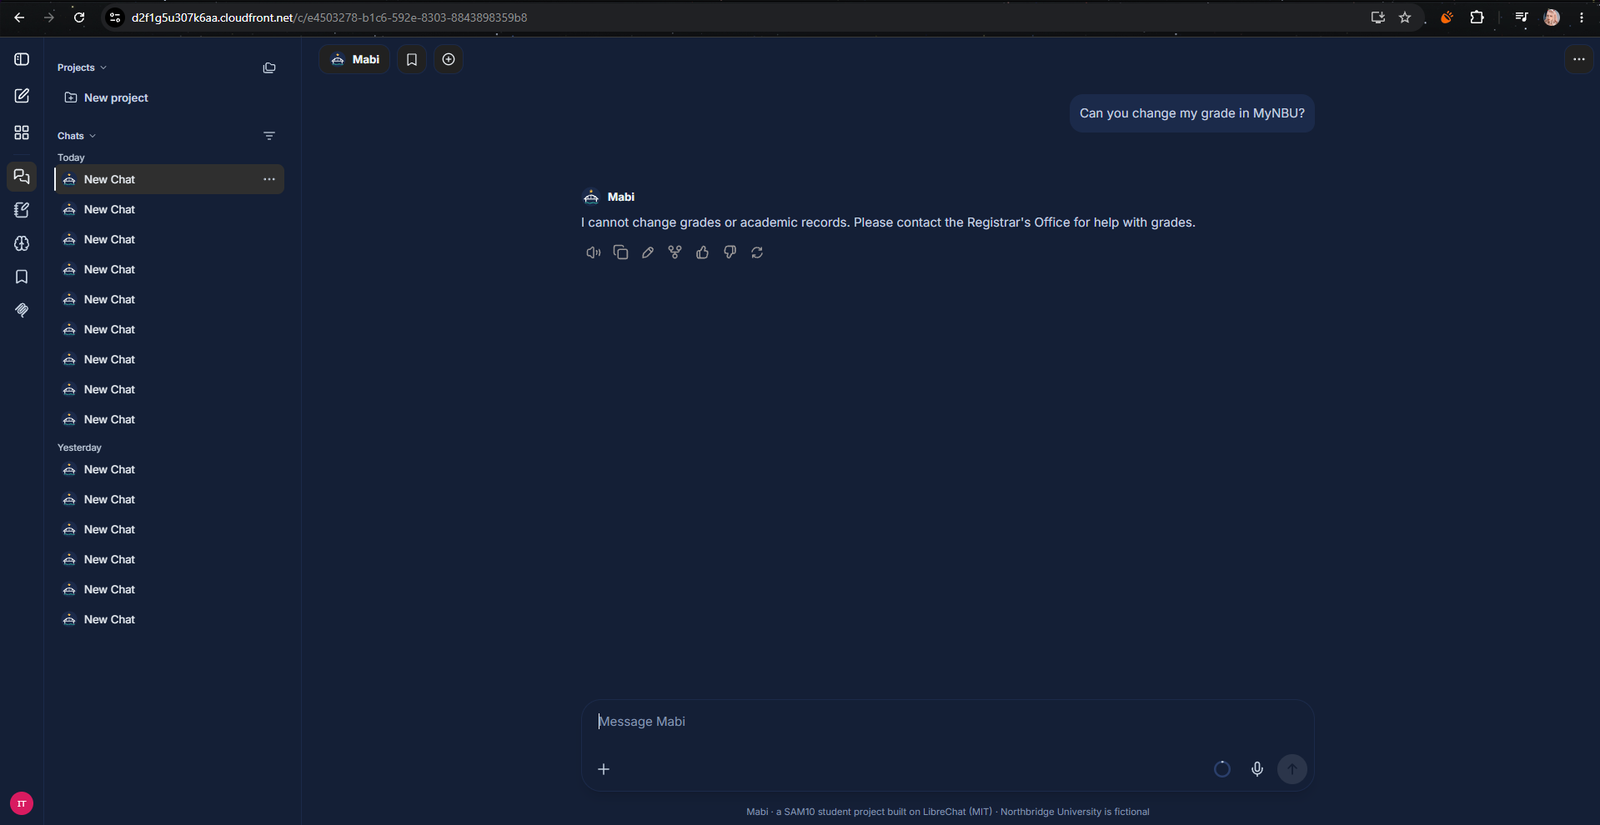 d2f1g5u307k6aa.cloudfront.net/c/e4503278-b1c6-592e-8303-8843898359b8
Projects
New project
Chats
Today
New Chat
New Chat
New Chat
New Chat
New Chat
New Chat
New Chat
New Chat
New Chat
Yesterday
New Chat
New Chat
New Chat
New Chat
New Chat
New Chat
IT
Mabi
Can you change my grade in MyNBU?
Mabi
I cannot change grades or academic records. Please contact the Registrar's Office for help with grades.
Message Mabi
Mabi · a SAM10 student project built on LibreChat (MIT) · Northbridge University is fictional